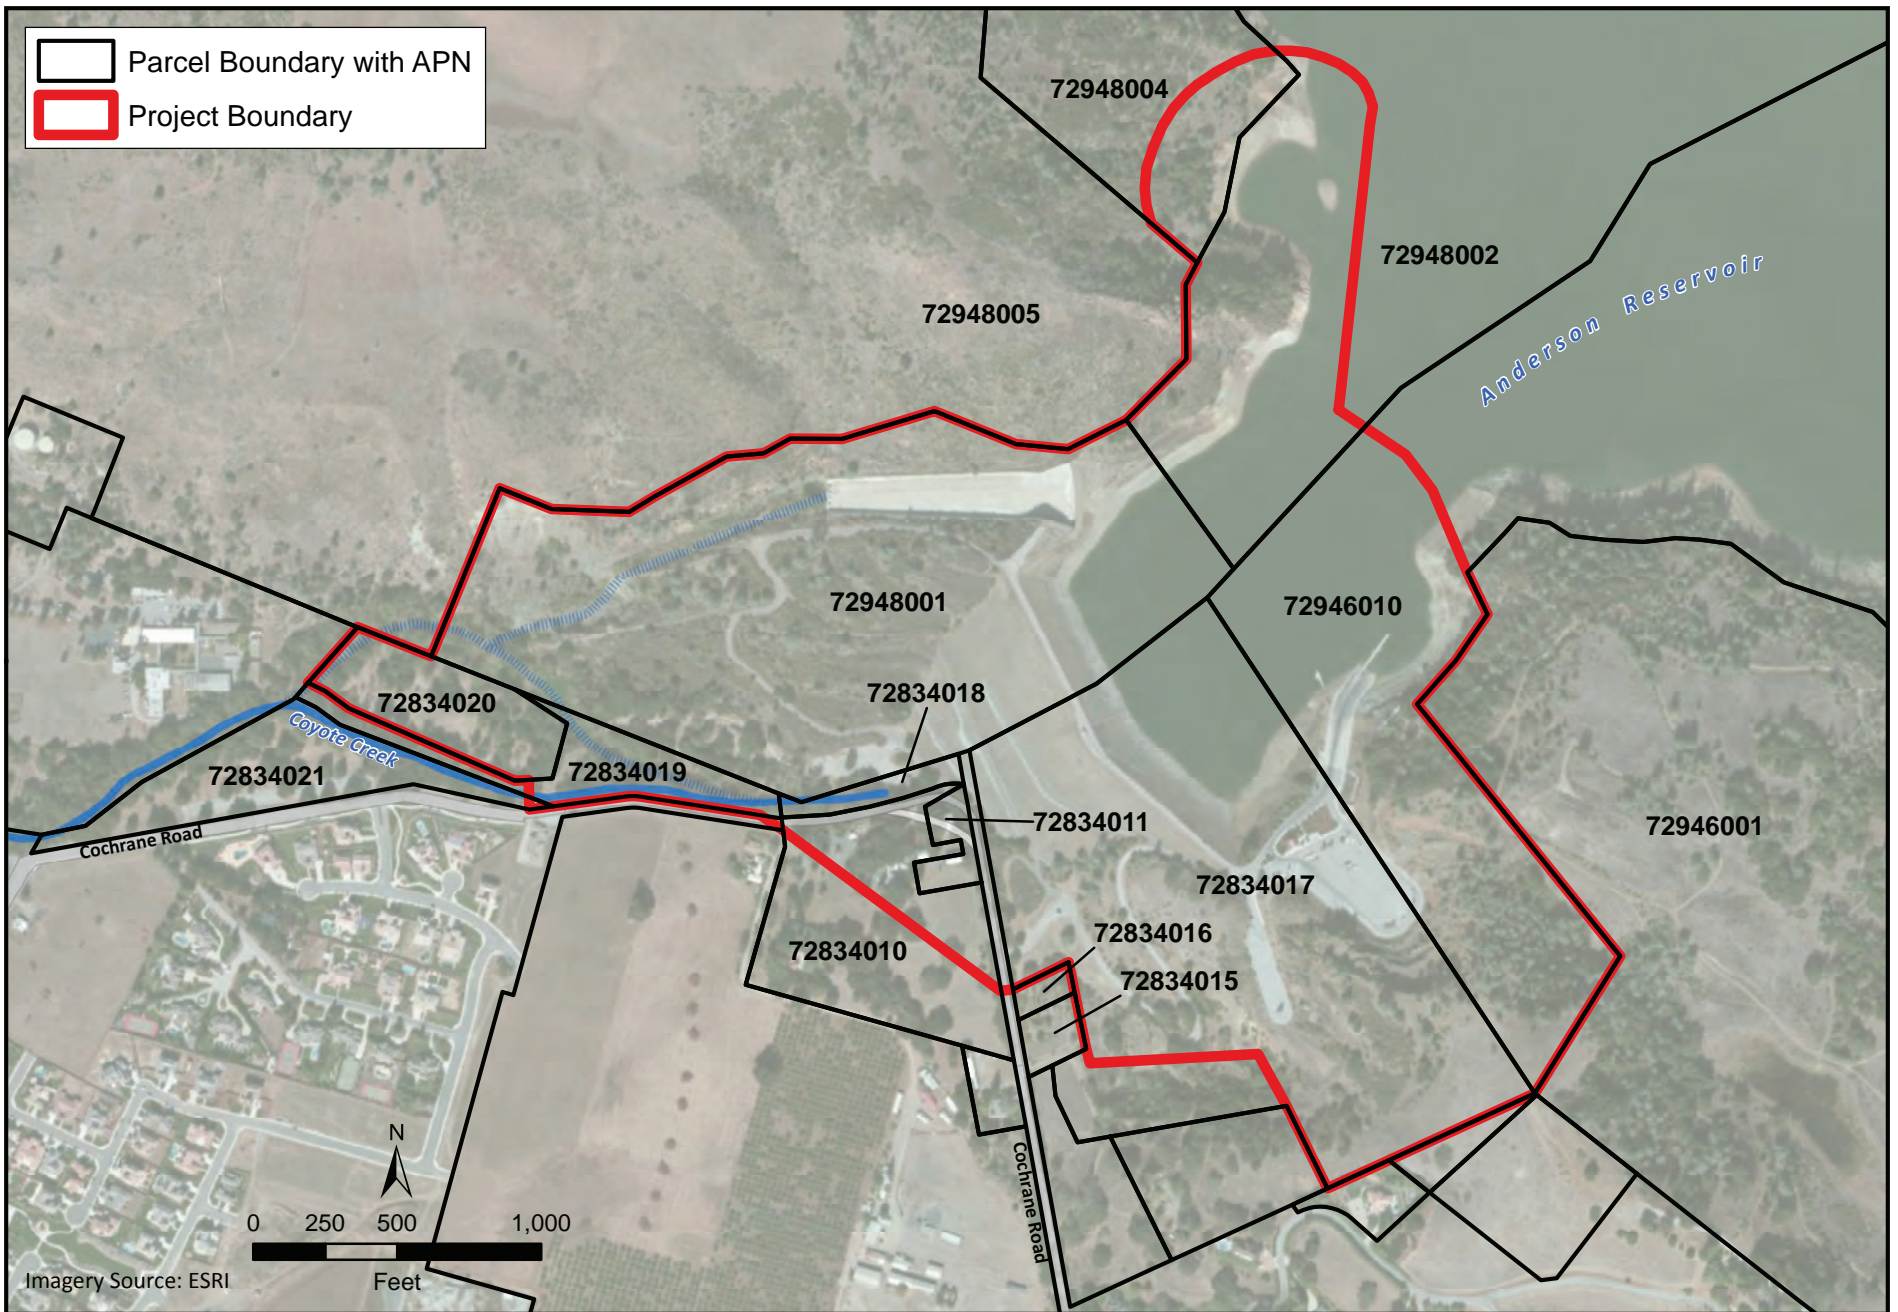 Parcel Boundary with APN
Project Boundary
72948004
72948002
72948005
Anderson Reservoir
72948001
72946010
72834018
72834020
Coyote Creek
72834021
72834019
72834011
72946001
Cochrane Road
72834017
72834016
72834010
72834015
N
Cochrane Road
0 250 500 1,000
Feet
Imagery Source: ESRI